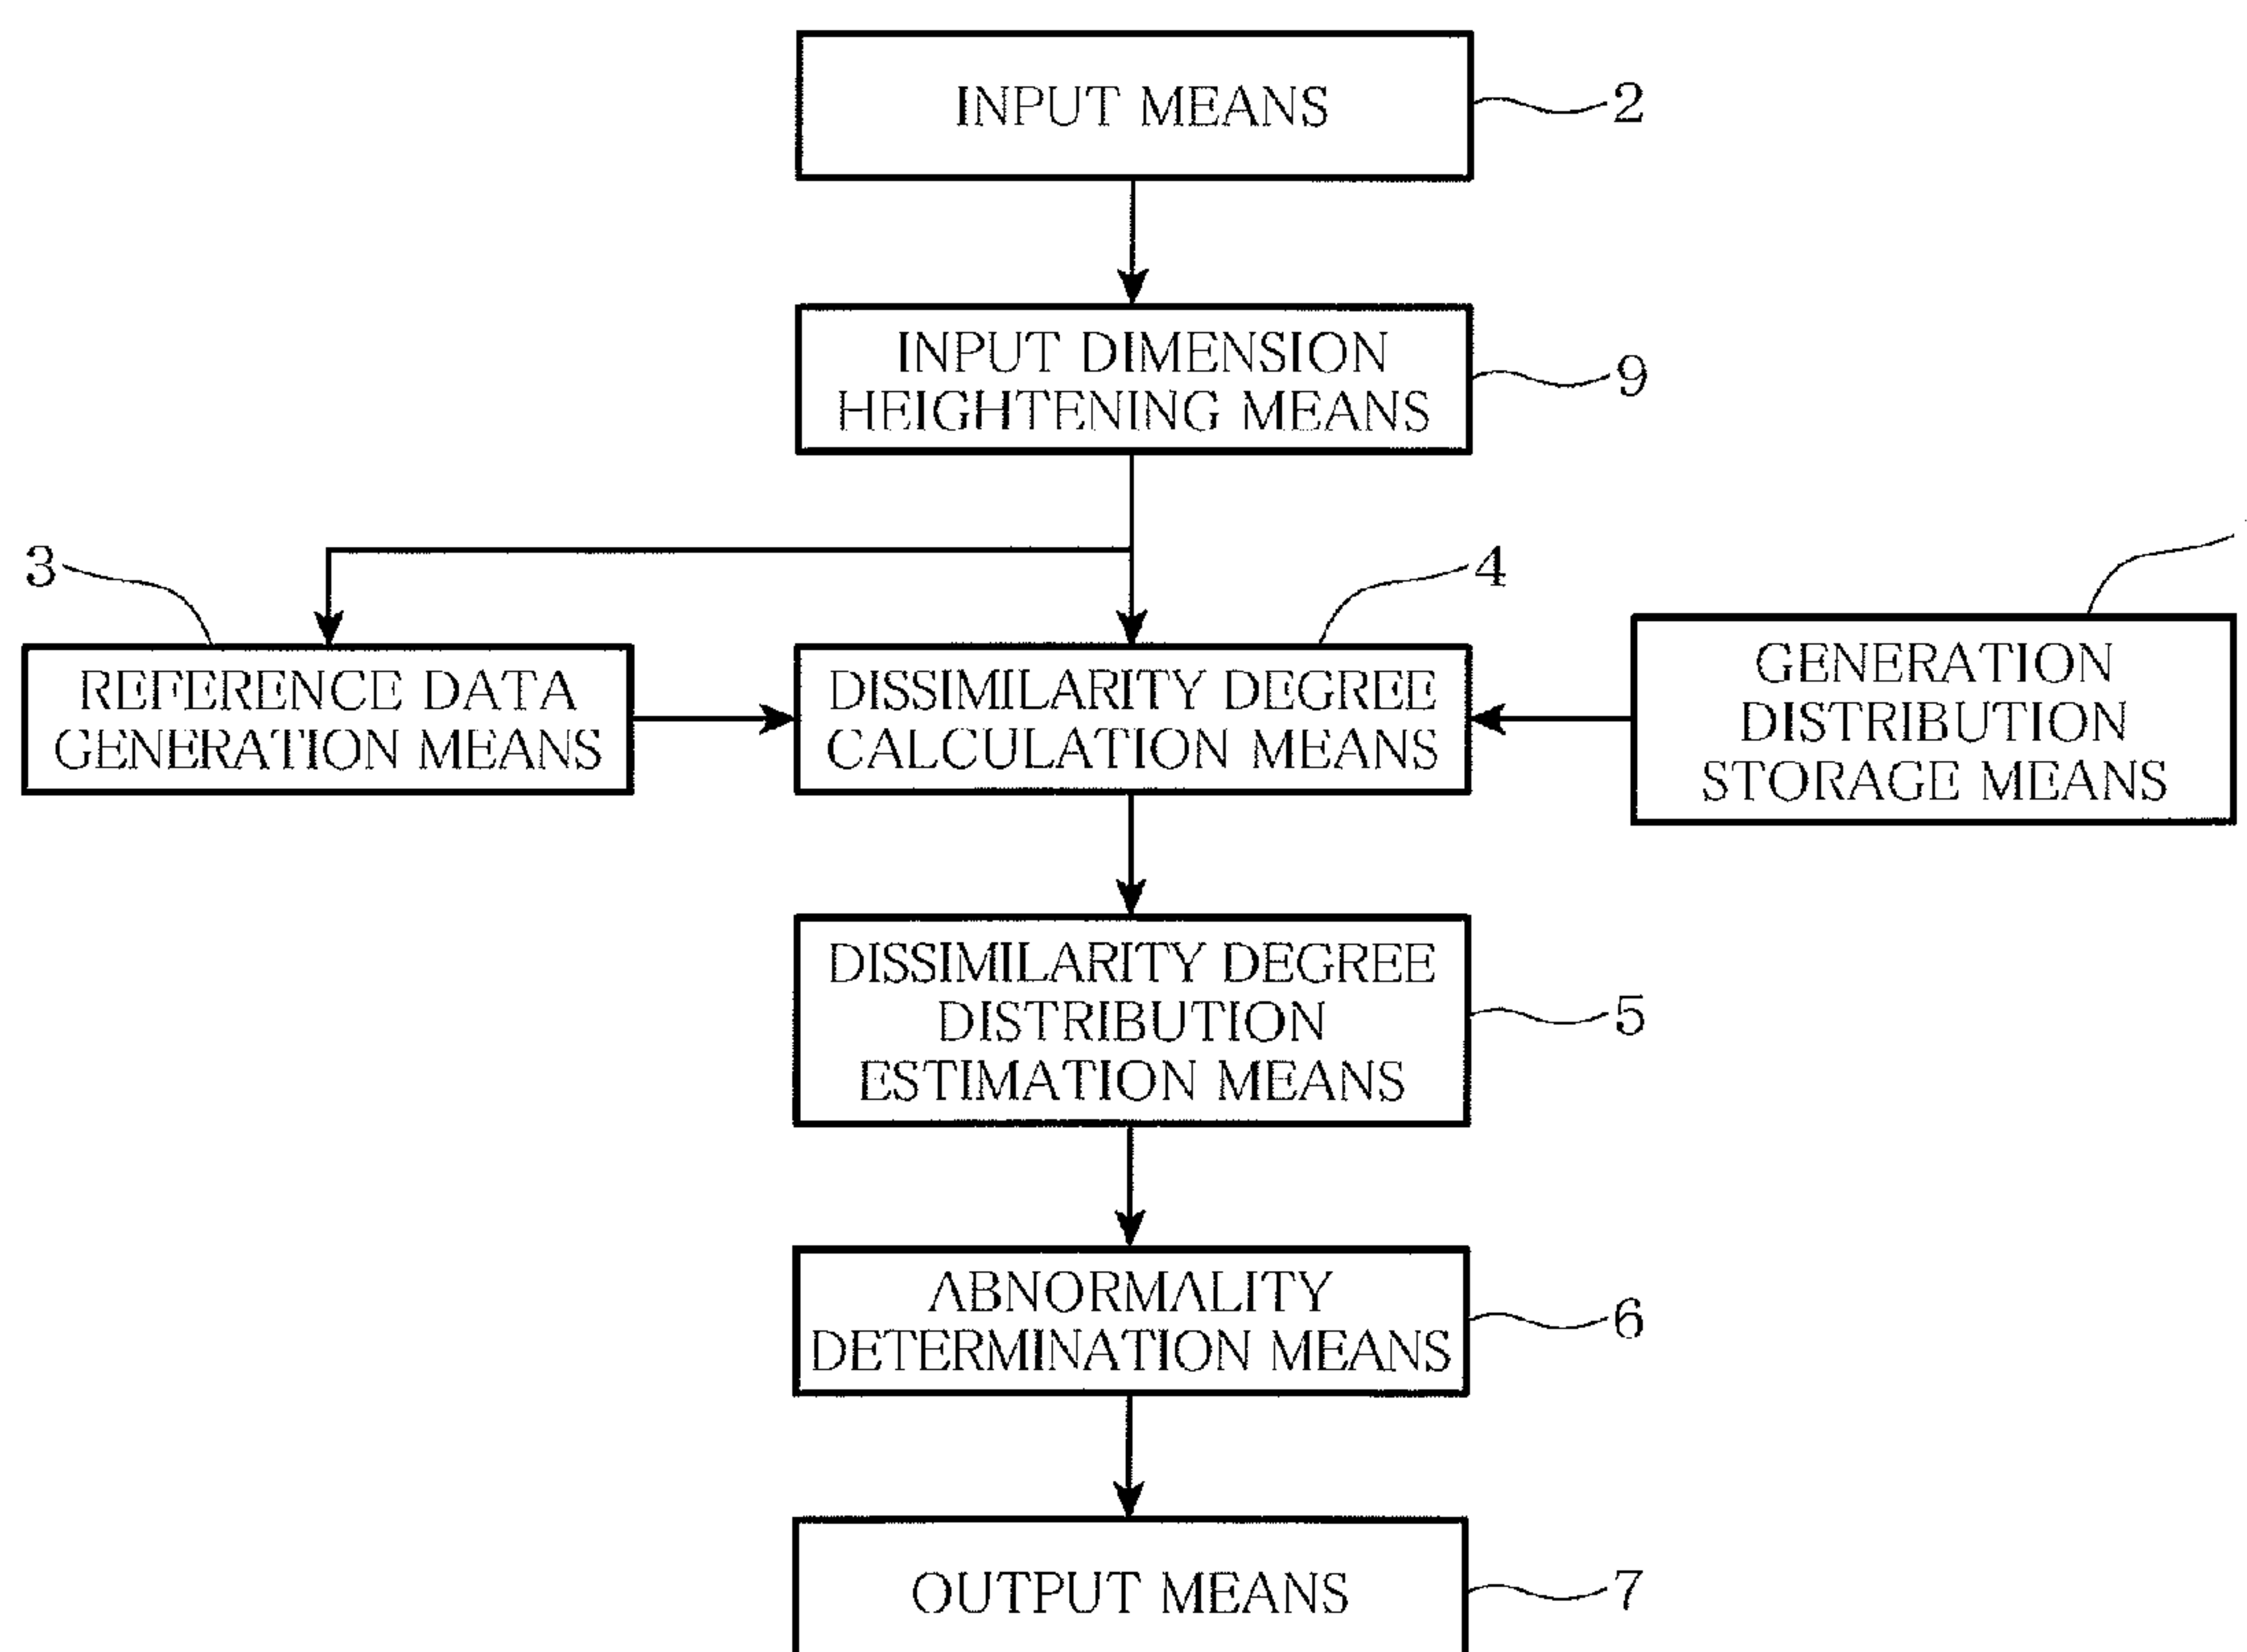 INPUT MEANS
2
INPUT DIMENSION
HEIGHTENING MEANS
9
3
4
REFERENCE DATA
GENERATION MEANS
DISSIMILARITY DEGREE
CALCULATION MEANS
GENERATION
DISTRIBUTION
STORAGE MEANS
DISSIMILARITY DEGREE
DISTRIBUTION
ESTIMATION MEANS
5
ABNORMALITY
DETERMINATION MEANS
6
OUTPUT MEANS
7